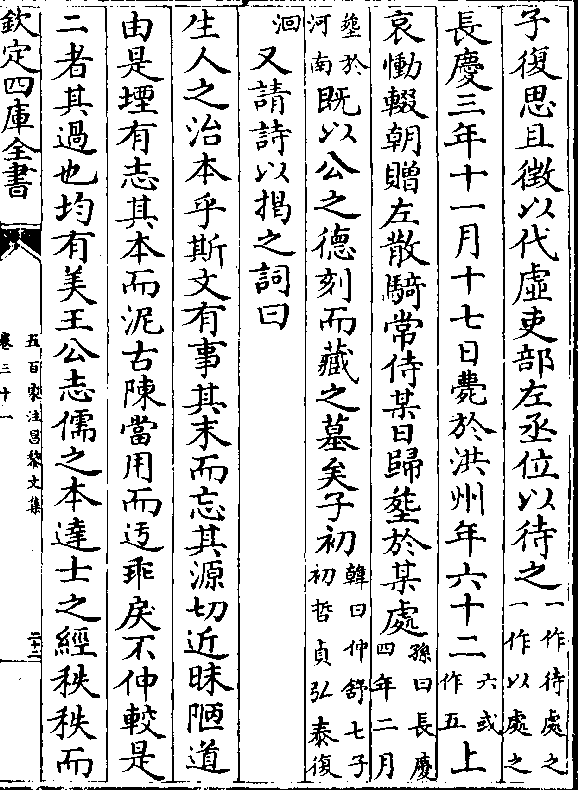 子復思且徴以代虛吏部左丞位以待之一作待處之一作以處之
長慶三年十一月十七日薨於洪州年六十二六或作五上
哀慟輟朝贈左散騎常侍某日歸塟於某處孫曰長慶四年二月
塟於河南既以公之德刻而藏之墓矣子初韓曰仲舒七子初哲貞弘泰復
洄又請詩以掲之詞曰
生人之治本乎斯文有事其末而忘其源切近昧陋道
由是堙有志其本而泥古陳當用而迃乖戾不伸較是
二者其過也均有美王公志儒之本達士之經秩秩而
欽定四庫全書
五百家注昌黎文集
卷三十一
二十二